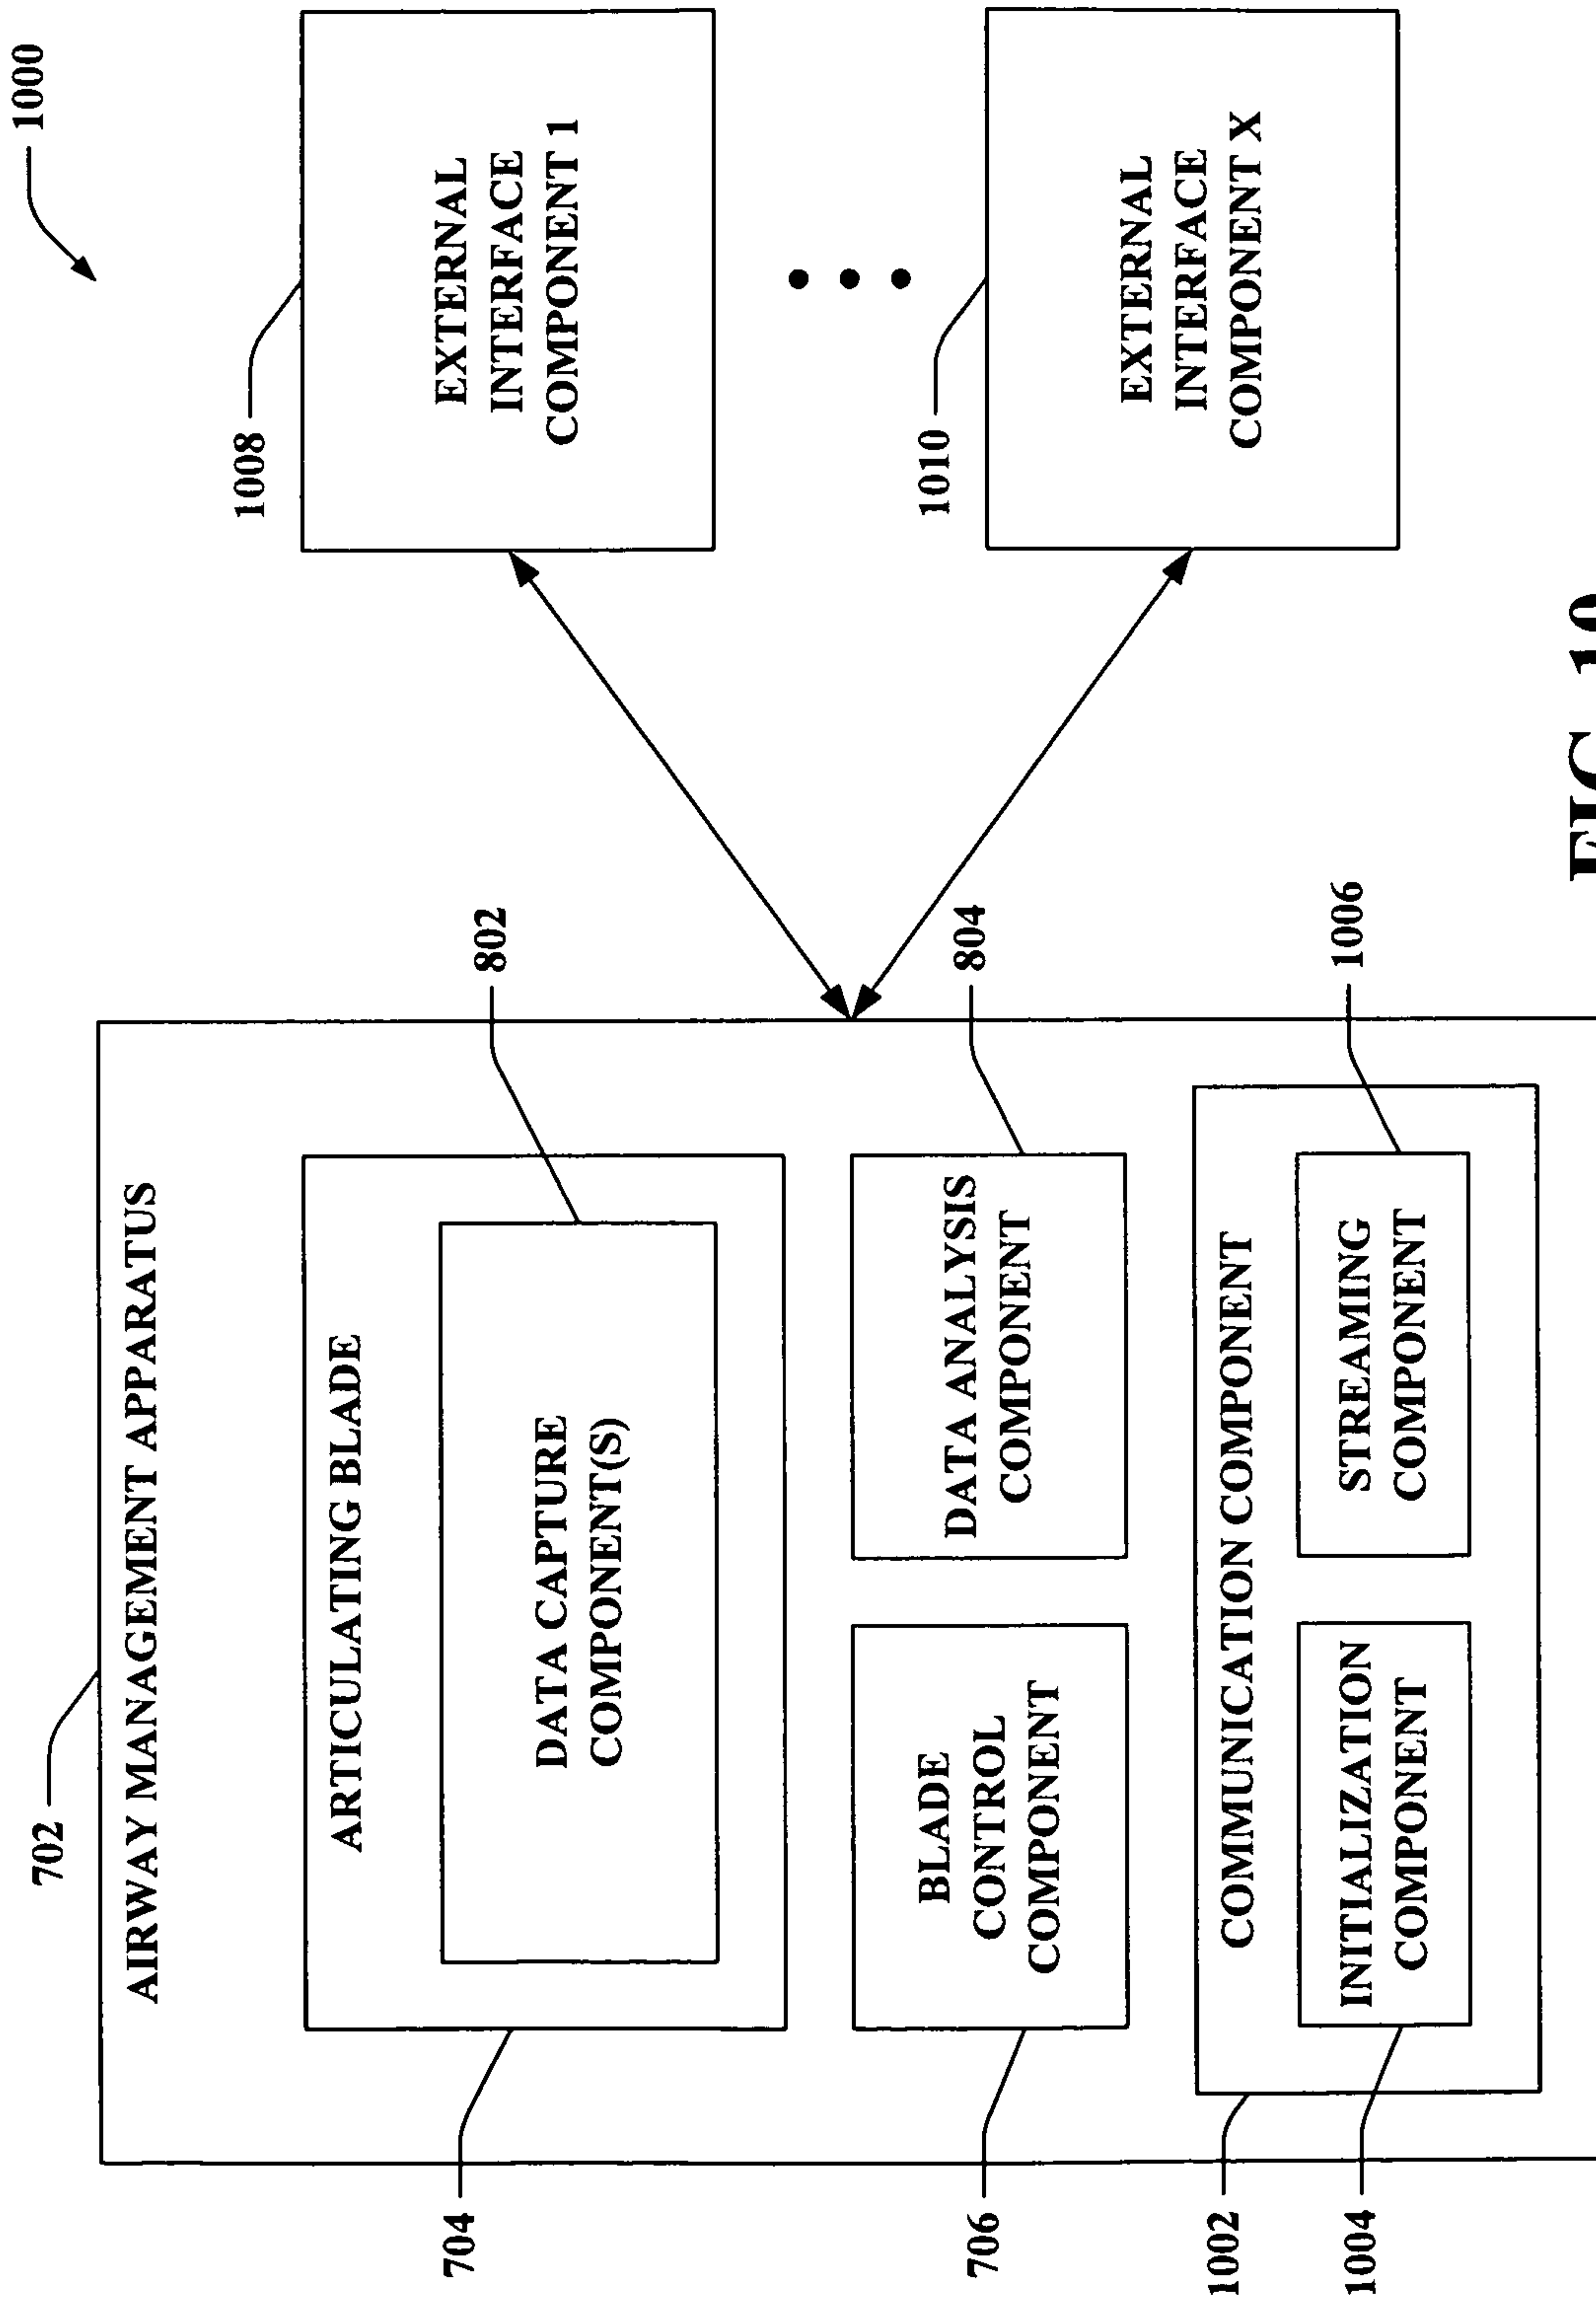 1000
702
AIRWAY MANAGEMENT APPARATUS
704
ARTICULATING BLADE
802
DATA CAPTURE
COMPONENT(S)
706
BLADE
CONTROL
COMPONENT
804
DATA ANALYSIS
COMPONENT
1002
COMMUNICATION COMPONENT
1004
INITIALIZATION
COMPONENT
1006
STREAMING
COMPONENT
1008
EXTERNAL
INTERFACE
COMPONENT 1
1010
EXTERNAL
INTERFACE
COMPONENT X
FIG. 10